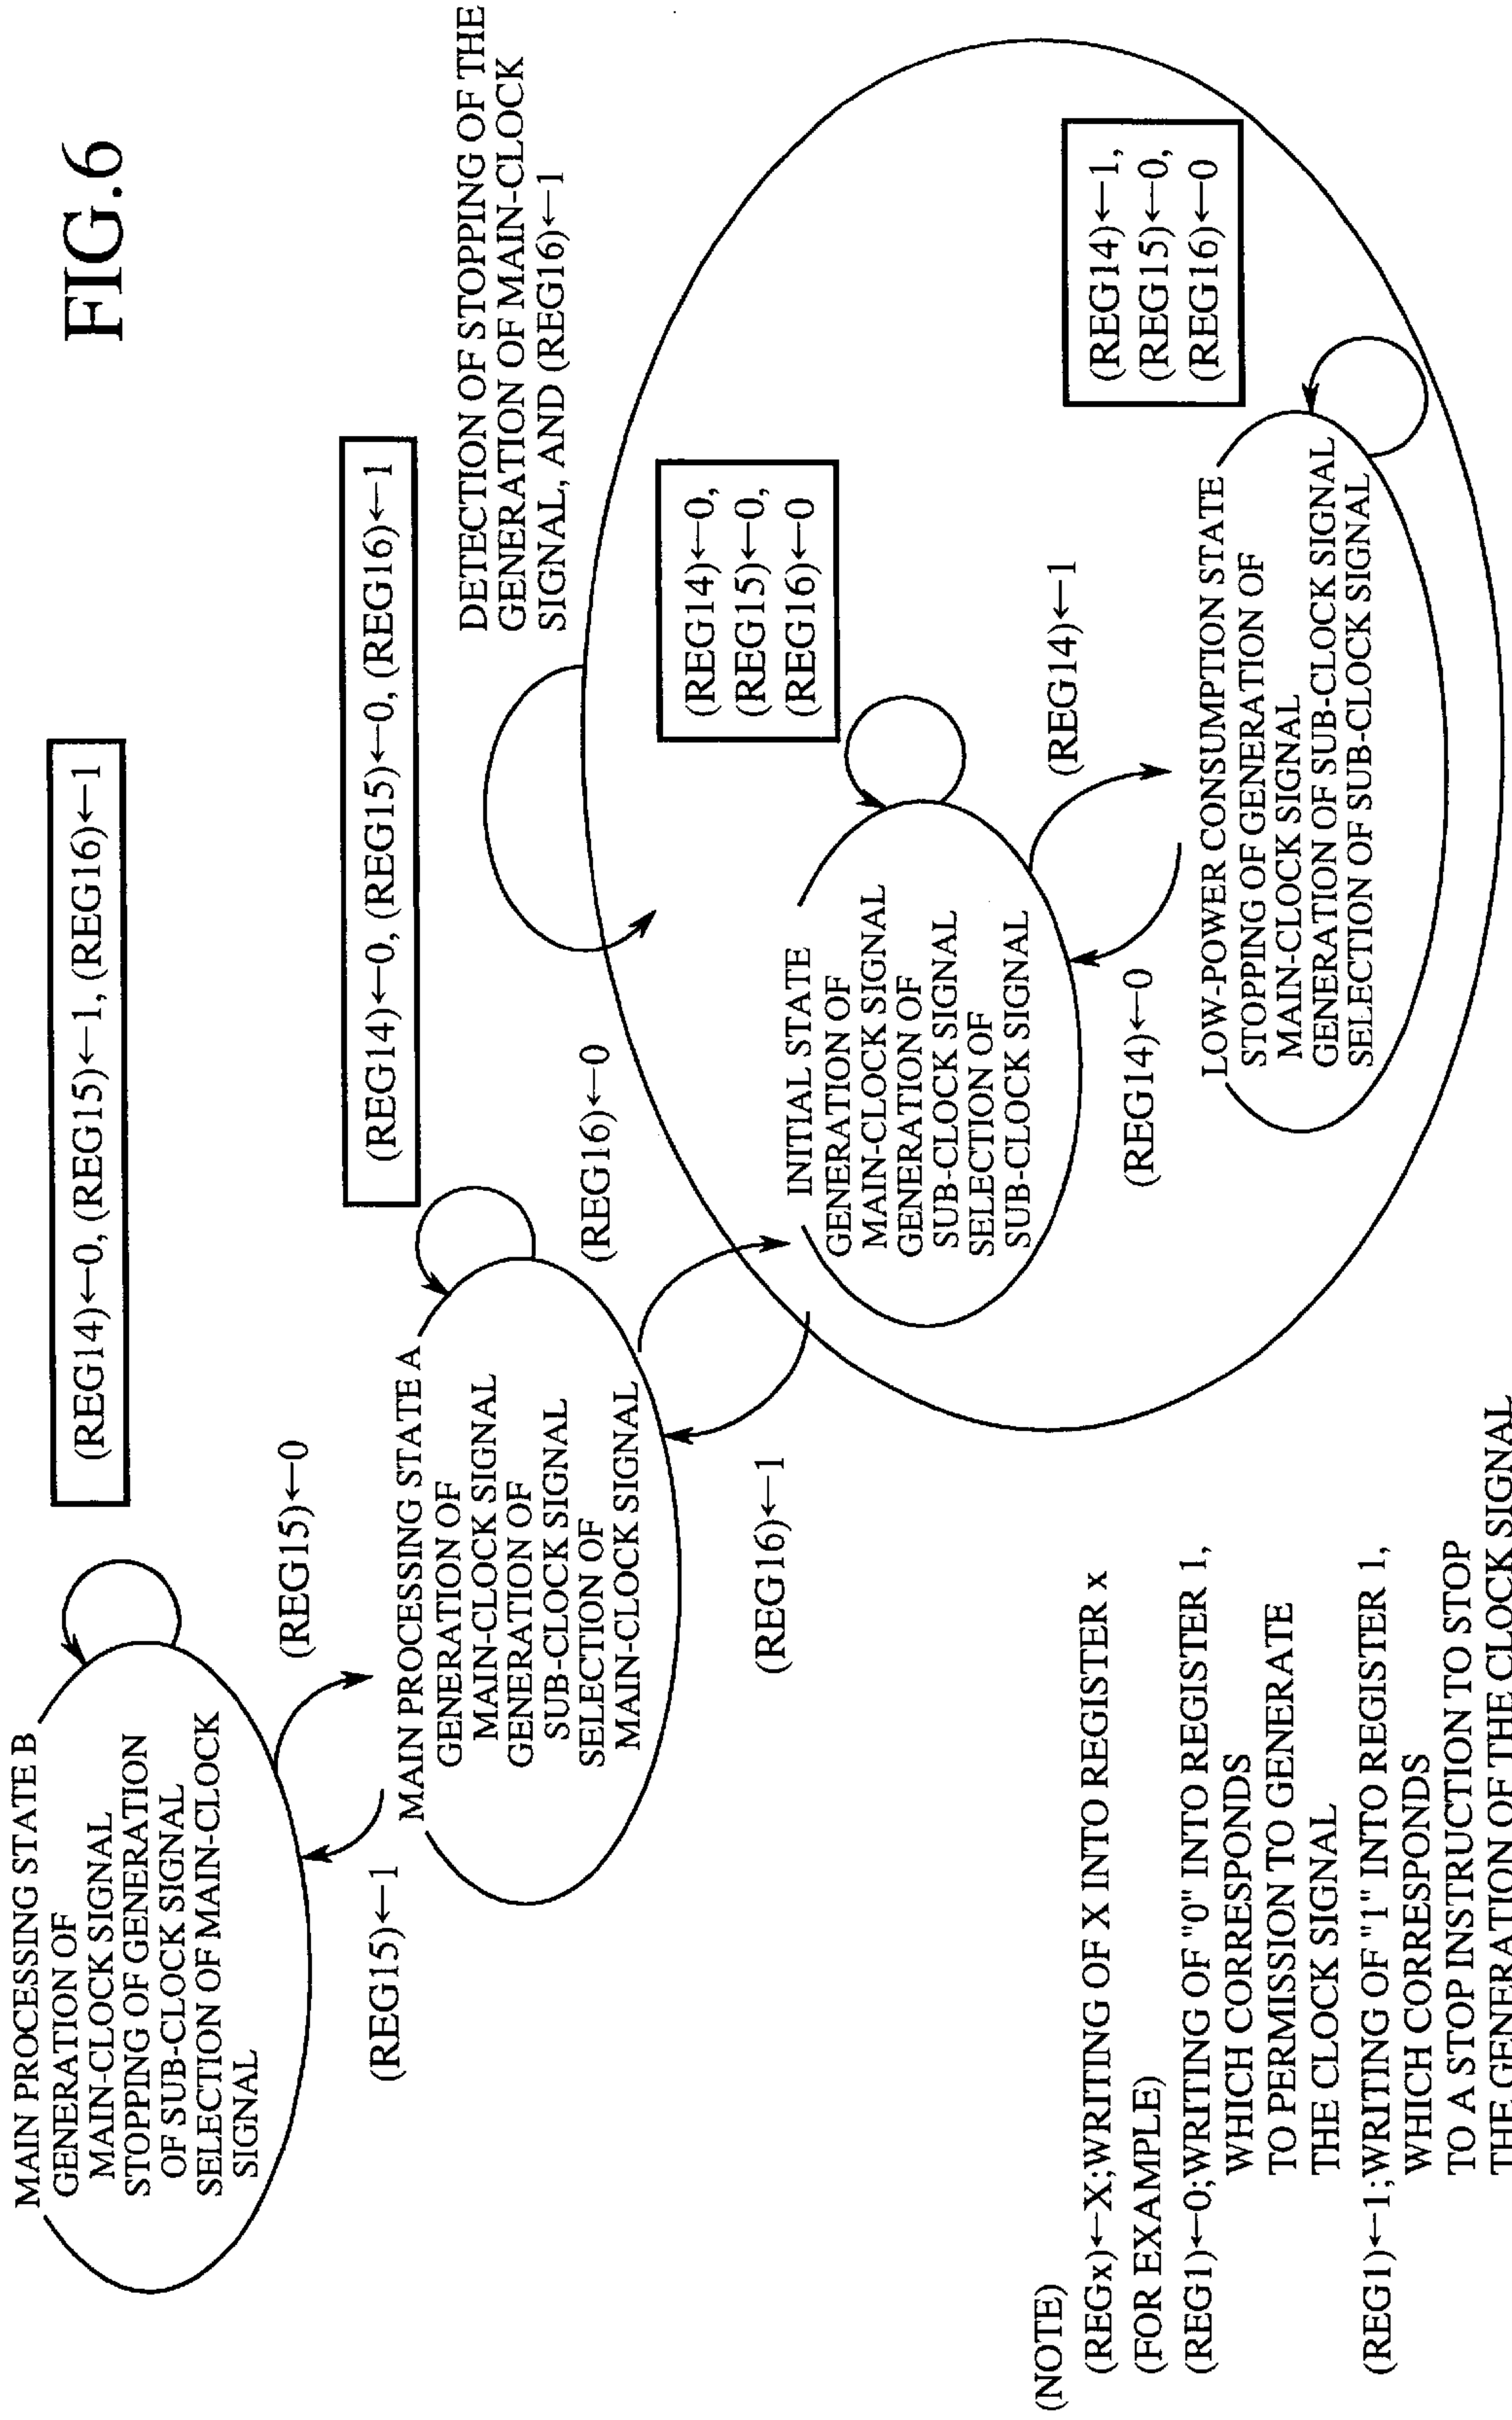 FIG.6
(REG14)←0, (REG15)←1, (REG16)←1
MAIN PROCESSING STATE B
GENERATION OF
MAIN-CLOCK SIGNAL
STOPPING OF GENERATION
OF SUB-CLOCK SIGNAL
SELECTION OF MAIN-CLOCK
SIGNAL
(REG15)←0
(REG15)←1
(REG14)←0, (REG15)←0, (REG16)←1
MAIN PROCESSING STATE A
GENERATION OF
MAIN-CLOCK SIGNAL
GENERATION OF
SUB-CLOCK SIGNAL
SELECTION OF
MAIN-CLOCK SIGNAL
(REG16)←0
(REG16)←1
DETECTION OF STOPPING OF THE
GENERATION OF MAIN-CLOCK
SIGNAL, AND (REG16)←1
(REG14)←0,
(REG15)←0,
(REG16)←0
INITIAL STATE
GENERATION OF
MAIN-CLOCK SIGNAL
GENERATION OF
SUB-CLOCK SIGNAL
SELECTION OF
SUB-CLOCK SIGNAL
(REG14)←1
(REG14)←0
(REG14)←1,
(REG15)←0,
(REG16)←0
LOW-POWER CONSUMPTION STATE
STOPPING OF GENERATION OF
MAIN-CLOCK SIGNAL
GENERATION OF SUB-CLOCK SIGNAL
SELECTION OF SUB-CLOCK SIGNAL
(NOTE)
(REGx)←X;WRITING OF X INTO REGISTER x
(FOR EXAMPLE)
(REG1)←0;WRITING OF "0" INTO REGISTER 1,
WHICH CORRESPONDS
TO PERMISSION TO GENERATE
THE CLOCK SIGNAL
(REG1)←1;WRITING OF "1" INTO REGISTER 1,
WHICH CORRESPONDS
TO A STOP INSTRUCTION TO STOP
THE GENERATION OF THE CLOCK SIGNAL